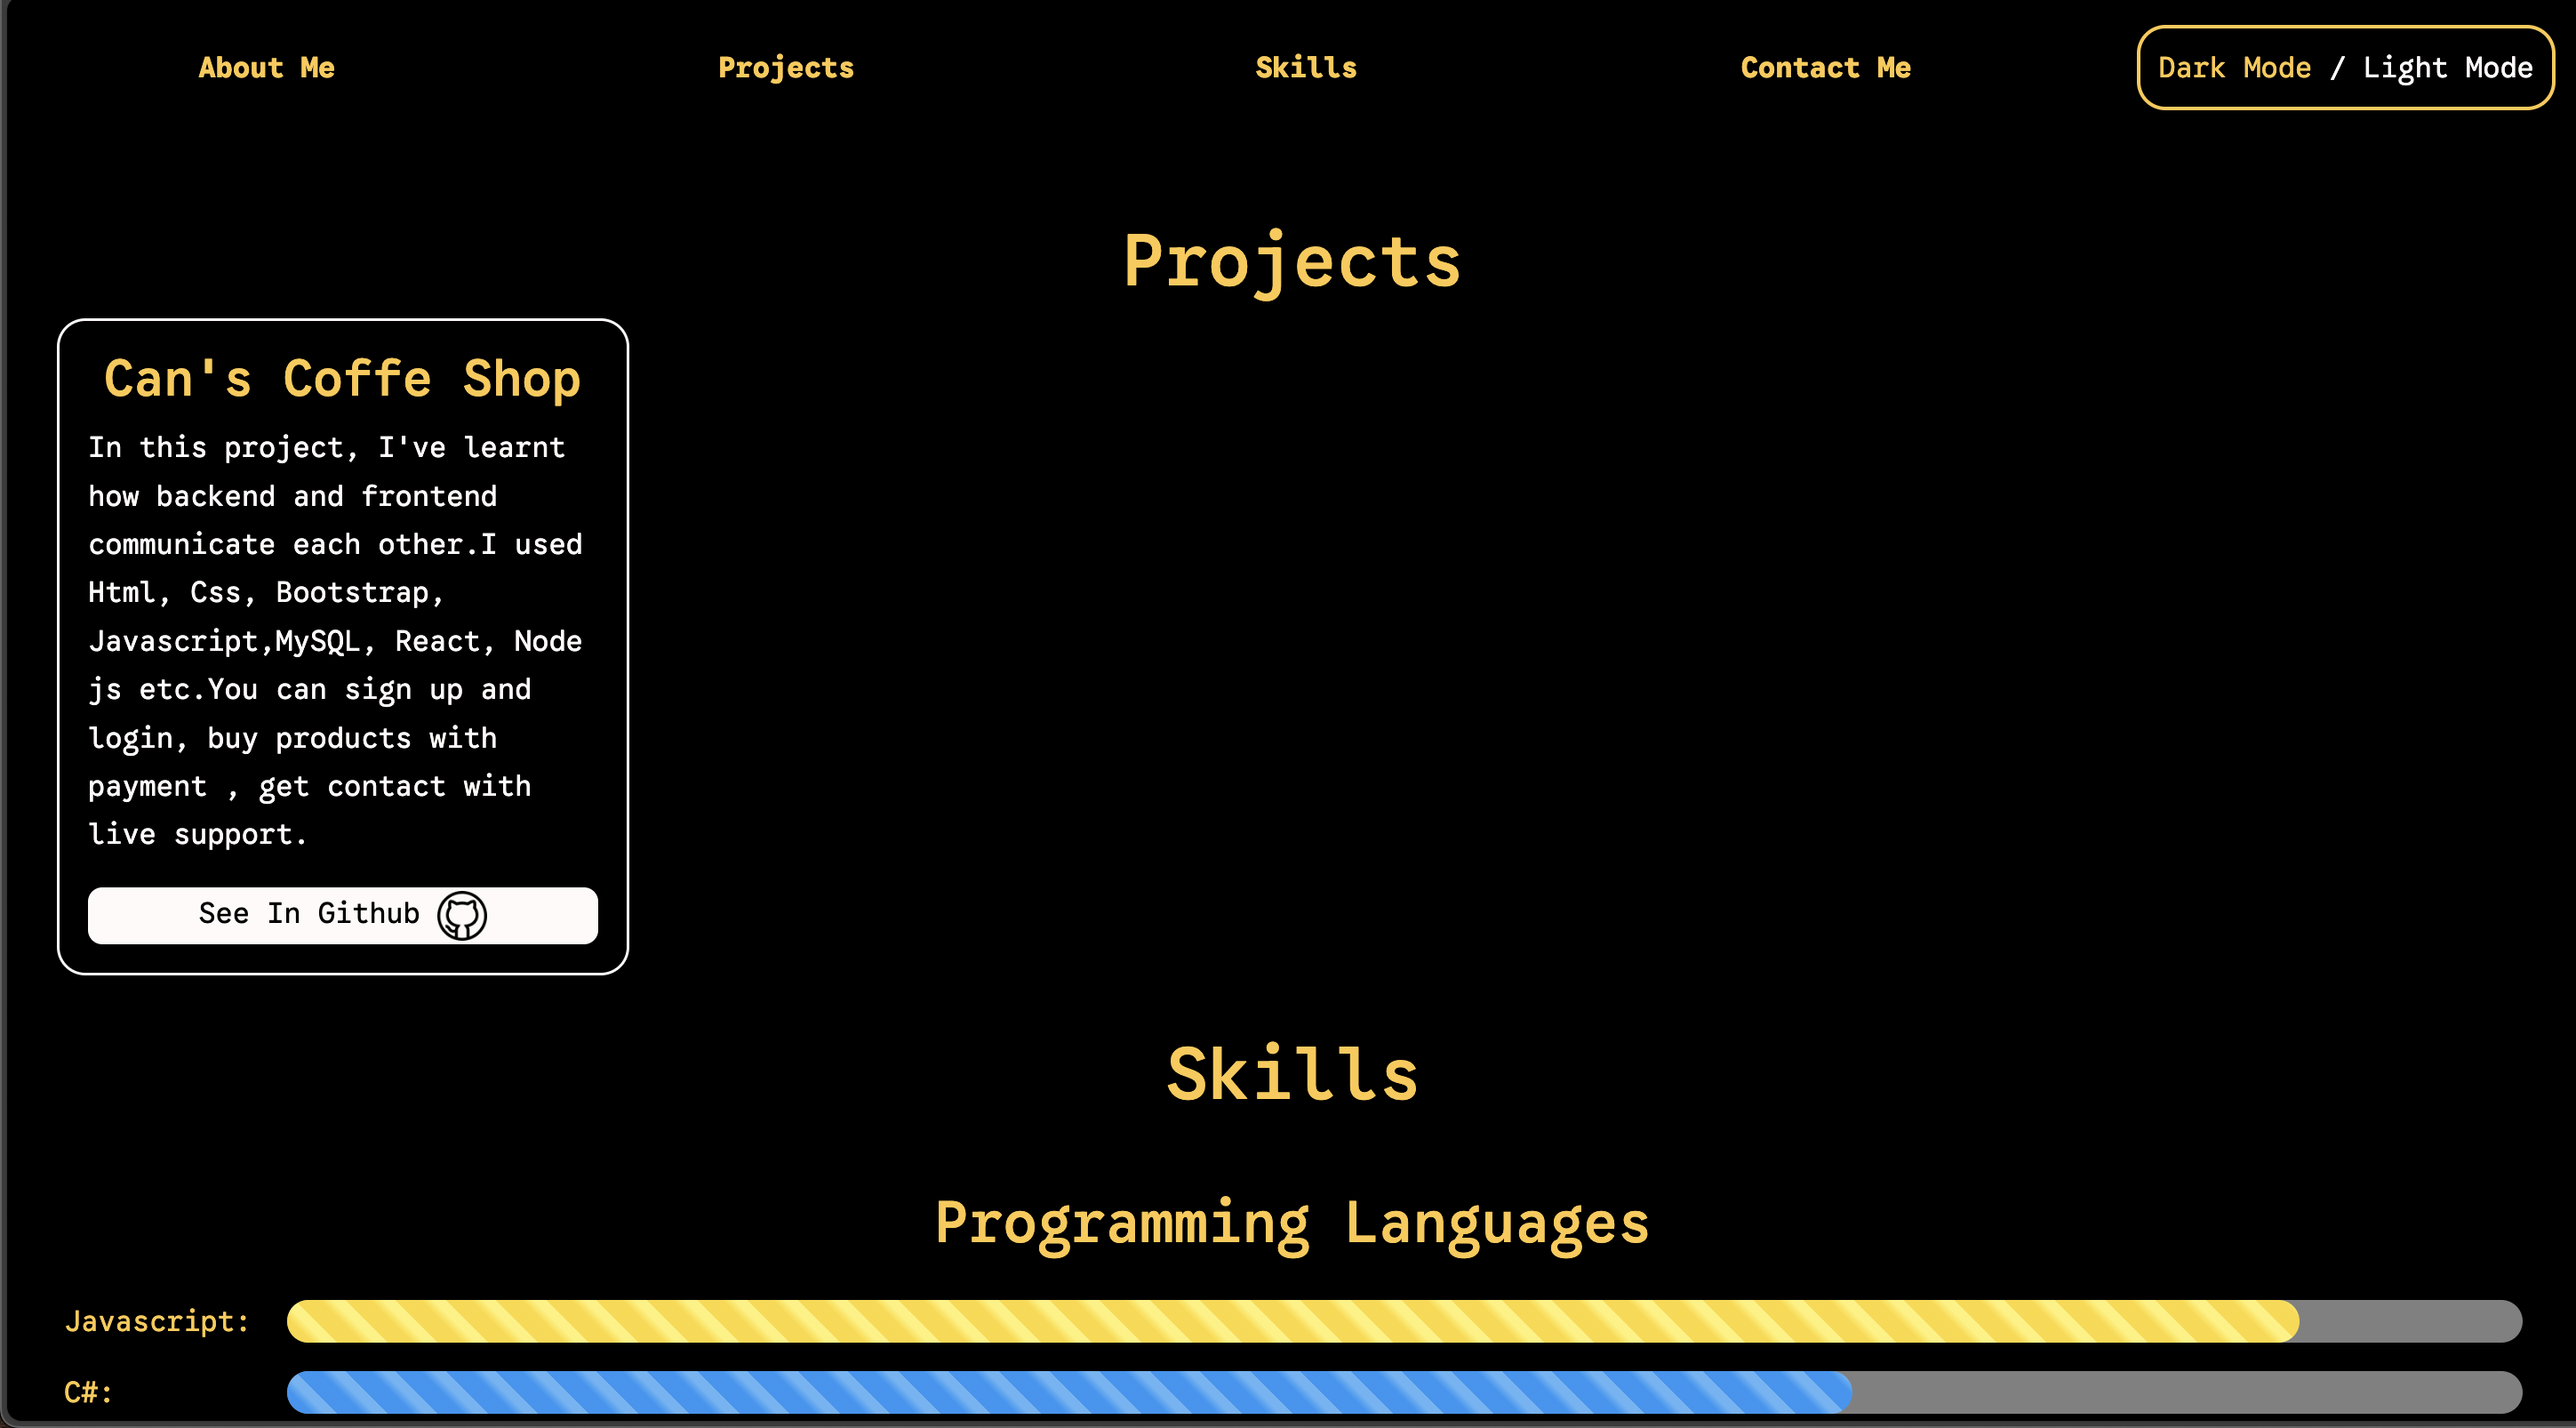 About Me
Projects
Skills
Contact Me
Dark Mode / Light Mode
Projects
Can's Coffe Shop
In this project, I've learnt
how backend and frontend
communicate each other.I used
Html, Css, Bootstrap,
Javascript,MySQL, React, Node
js etc.You can sign up and
login, buy products with
payment , get contact with
live support.
See In Github
Skills
Programming Languages
Javascript:
C#: